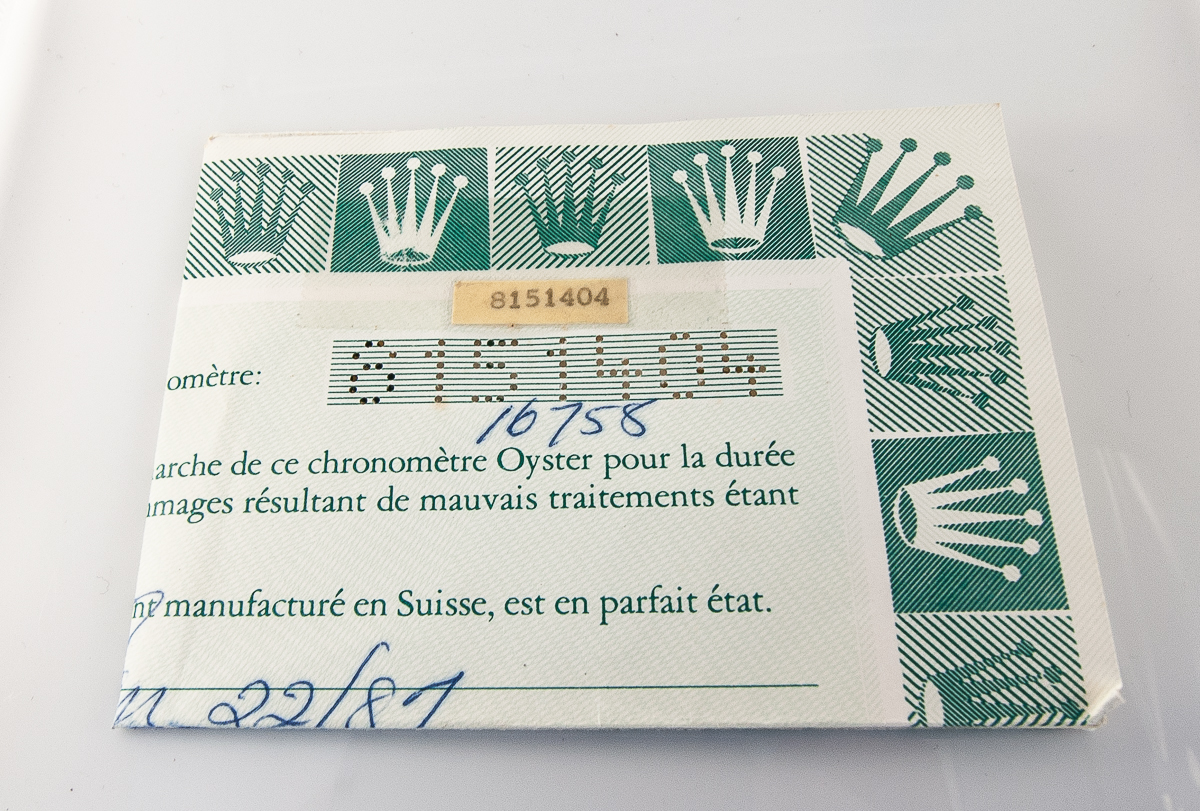 8151404
omètre: 8151404
16758
arche de ce chronomètre Oyster pour la durée
mages résultant de mauvais traitements étant
nt manufacturé en Suisse, est en parfait état.
22/81